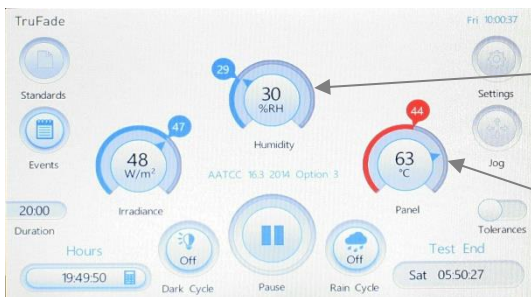 TruFade
Fri 10:00:37
Standards
Settings
29
30
%RH
Humidity
Events
47
48
W/m²
Irradiance
44
63
°C
Panel
Jog
AATCC 16.3 2014 Option 3
20:00
Duration
Tolerances
Hours
19:49:50
Off
Dark Cycle
Pause
Off
Rain Cycle
Test End
Sat 05:50:27